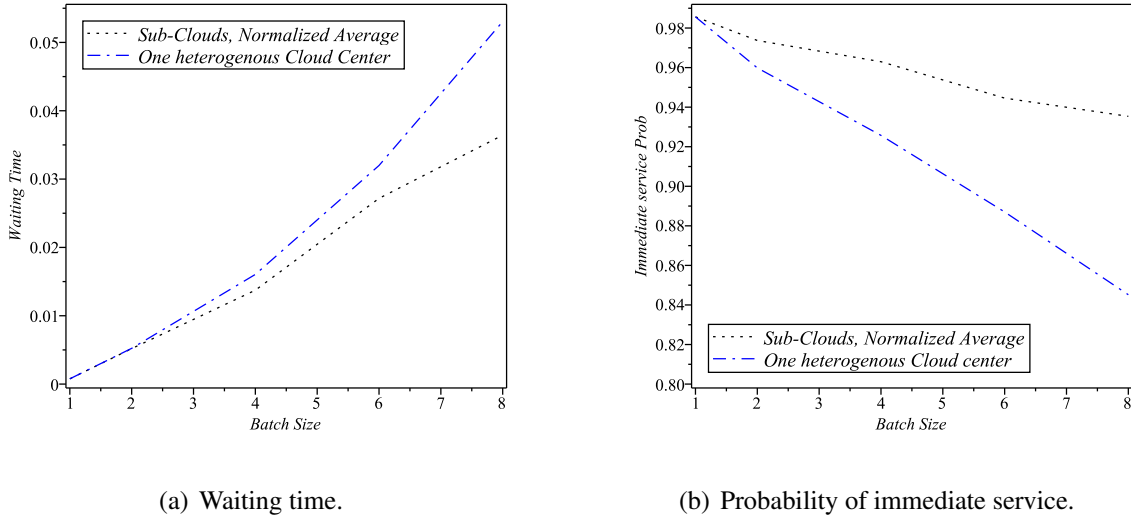 Sub-Clouds, Normalized Average
One heterogenous Cloud Center
0.05
0.04
0.03
0.02
0.01
0
Waiting Time
1 2 3 4 5 6 7 8
Batch Size
(a) Waiting time.
0.98
0.96
0.94
0.92
0.90
0.88
0.86
0.84
0.82
0.80
Immediate service Prob
Sub-Clouds, Normalized Average
One heterogenous Cloud center
1 2 3 4 5 6 7 8
Batch Size
(b) Probability of immediate service.